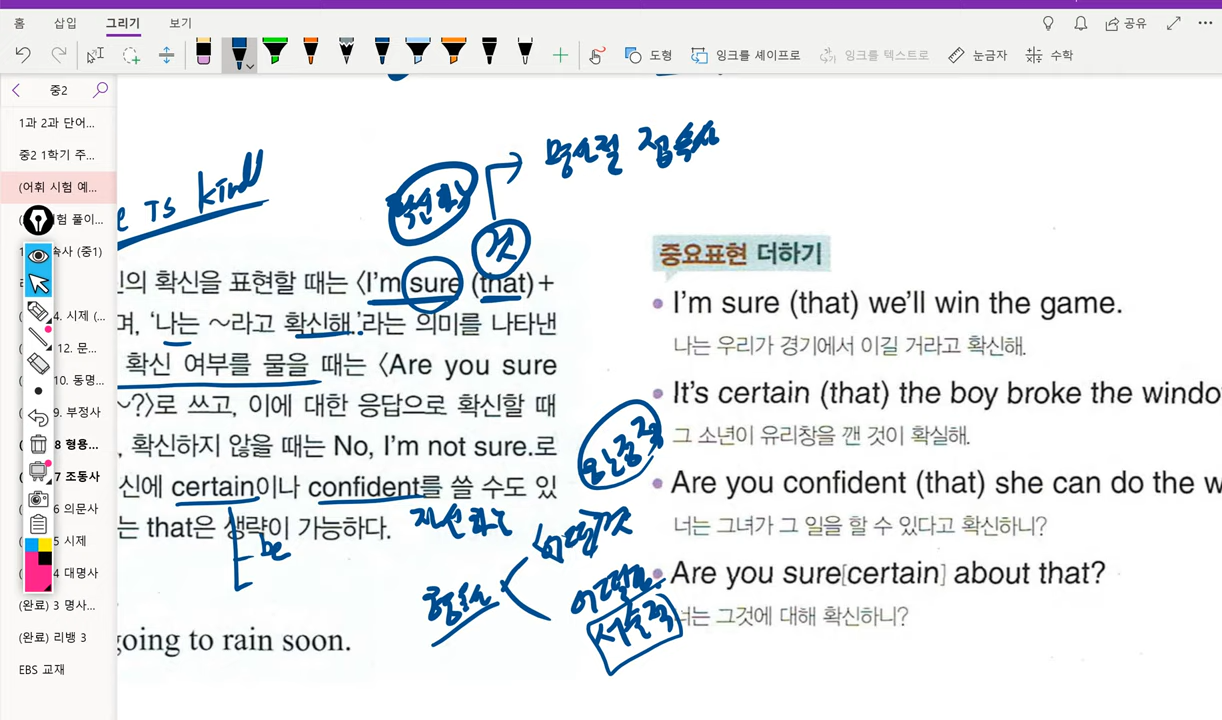 홈 삽입 그리기 보기
공유
도형 잉크를 셰이프로 잉크를 텍스트로 눈금자 수학
중2
1과 2과 단어...
중2 1학기 주...
(어휘 시험 예...
험 풀이...
속사 (중1)
4. 시제 (...
12. 문...
10. 동명...
9. 부정사
8 형용...
7 조동사
6 의문사
5 시제
4 대명사
(완료) 3 명사...
(완료) 리뱅 3
EBS 교재
is kind
명사절 접속사
확신하는
것
신의 확신을 표현할 때는 〈I'm sure (that)+
며, '나는 ~라고 확신해.'라는 의미를 나타낸
확신 여부를 물을 때는 〈Are you sure
~?〉로 쓰고, 이에 대한 응답으로 확신할 때
, 확신하지 않을 때는 No, I'm not sure.로
신에 certain이나 confident를 쓸 수도 있
는 that은 생략이 가능하다.
be
형용사
서술적
going to rain soon.
중요표현 더하기
• I'm sure (that) we'll win the game.
나는 우리가 경기에서 이길 거라고 확신해.
• It's certain (that) the boy broke the windo
그 소년이 유리창을 깬 것이 확실해.
• Are you confident (that) she can do the w
너는 그녀가 그 일을 할 수 있다고 확신하니?
• Are you sure[certain] about that?
너는 그것에 대해 확신하니?